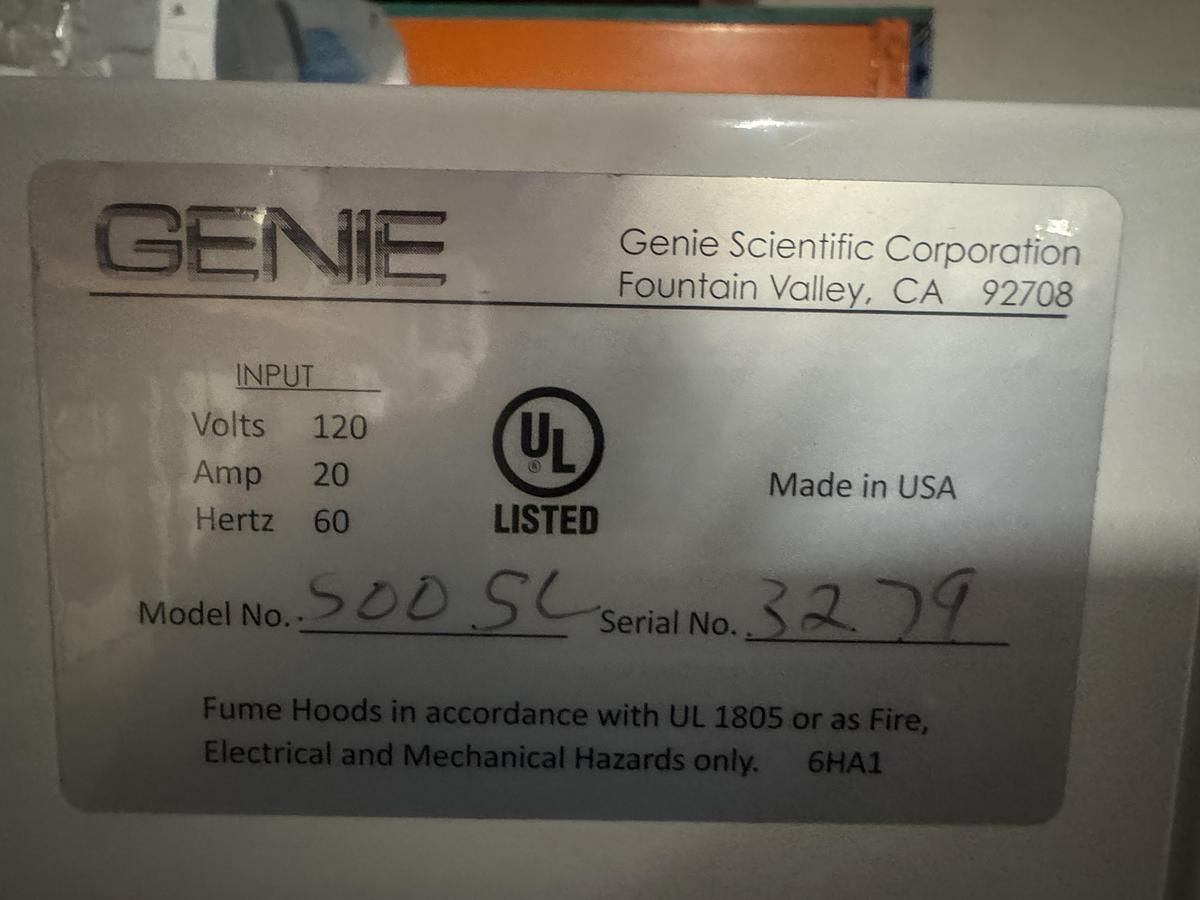 GENIE
Genie Scientific Corporation
Fountain Valley, CA 92708
INPUT
Volts 120
Amp 20
Hertz 60
UL
®
LISTED
Made in USA
Model No. 500 SL Serial No. 3279
Fume Hoods in accordance with UL 1805 or as Fire,
Electrical and Mechanical Hazards only. 6HA1